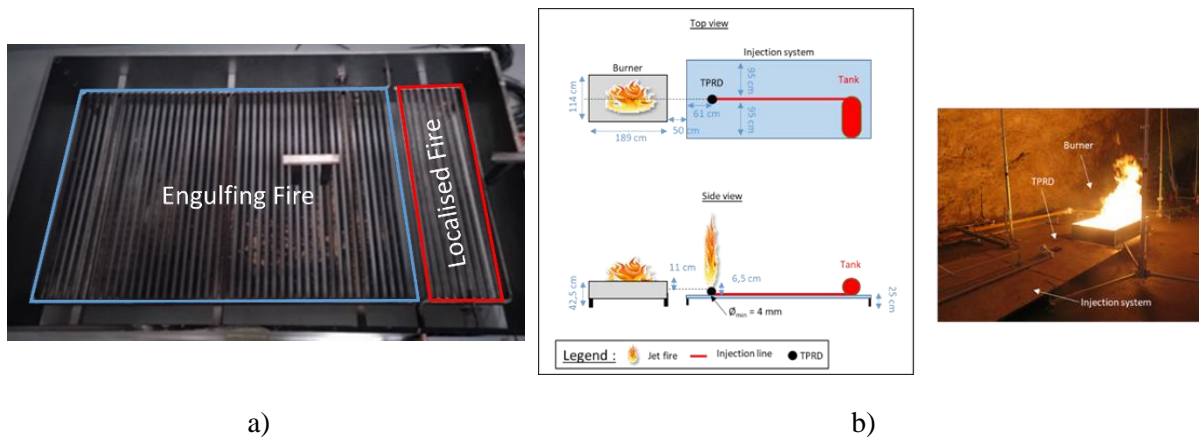 Engulfing Fire
Localised Fire
Top view
Injection system
Burner
TPRD
Tank
95 cm
114 cm
61 cm
95 cm
50 cm
189 cm
Side view
Tank
11 cm
6,5 cm
42,5 cm
25 cm
Ømin = 4 mm
Legend : Jet fire Injection line TPRD
Burner
TPRD
Injection system
a) b)